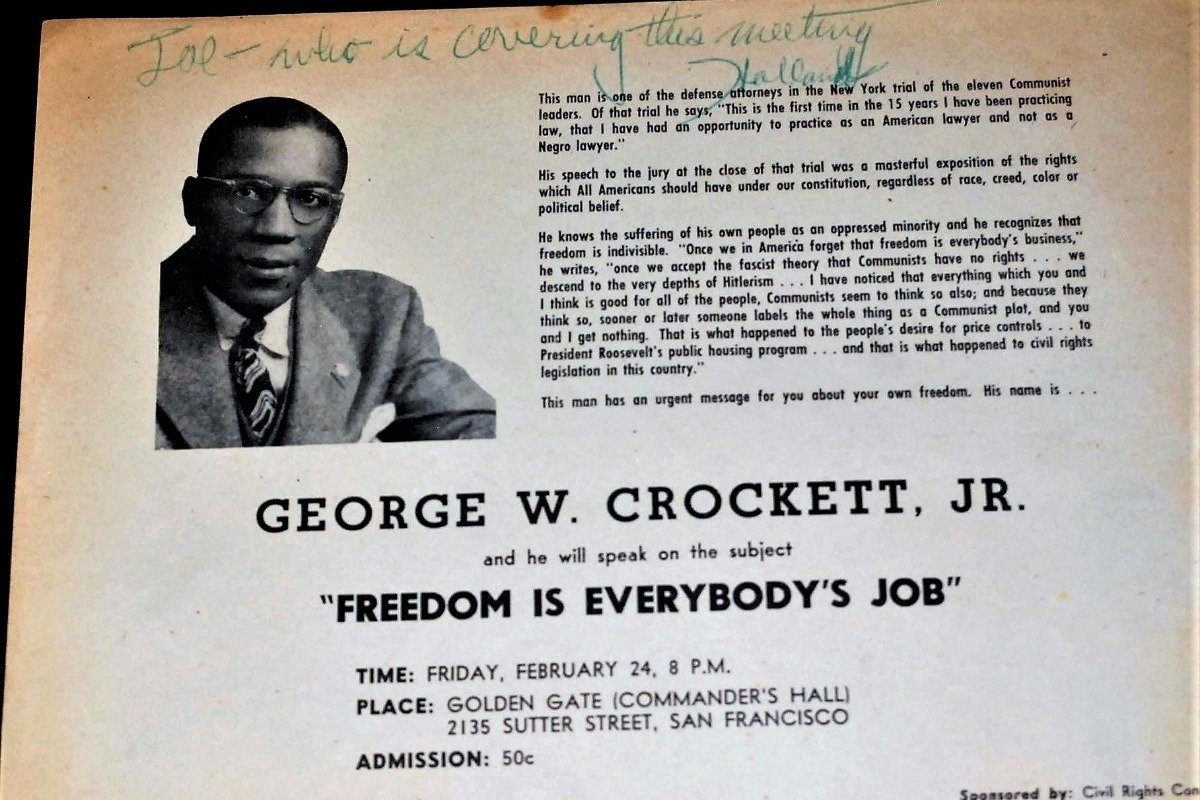 Joe - who is covering this meeting
Holland
This man is one of the defense attorneys in the New York trial of the eleven Communist
leaders. Of that trial he says, "This is the first time in the 15 years I have been practicing
law, that I have had an opportunity to practice as an American lawyer and not as a
Negro lawyer."
His speech to the jury at the close of that trial was a masterful exposition of the rights
which All Americans should have under our constitution, regardless of race, creed, color or
political belief.
He knows the suffering of his own people as an oppressed minority and he recognizes that
freedom is indivisible. "Once we in America forget that freedom is everybody's business,"
he writes, "once we accept the fascist theory that Communists have no rights . . . we
descend to the very depths of Hitlerism . . . I have noticed that everything which you and
I think is good for all of the people, Communists seem to think so also; and because they
think so, sooner or later someone labels the whole thing as a Communist plot, and you
and I get nothing. That is what happened to the people's desire for price controls . . . to
President Roosevelt's public housing program . . . and that is what happened to civil rights
legislation in this country."
This man has an urgent message for you about your own freedom. His name is . . .
GEORGE W. CROCKETT, JR.
and he will speak on the subject
"FREEDOM IS EVERYBODY'S JOB"
TIME: FRIDAY, FEBRUARY 24, 8 P.M.
PLACE: GOLDEN GATE (COMMANDER'S HALL)
2135 SUTTER STREET, SAN FRANCISCO
ADMISSION: 50c
Sponsored by: Civil Rights Con